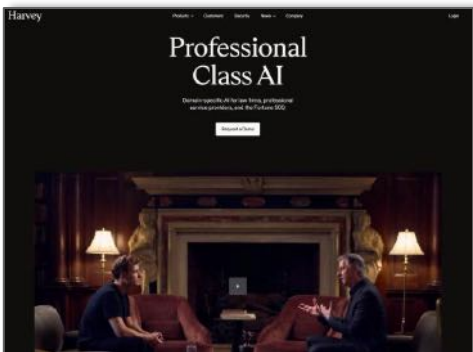 Harvey
Products Customers Security News Company Login
Professional
Class AI
Domain-specific AI for law firms, professional
service providers, and the Fortune 500
Request a Demo